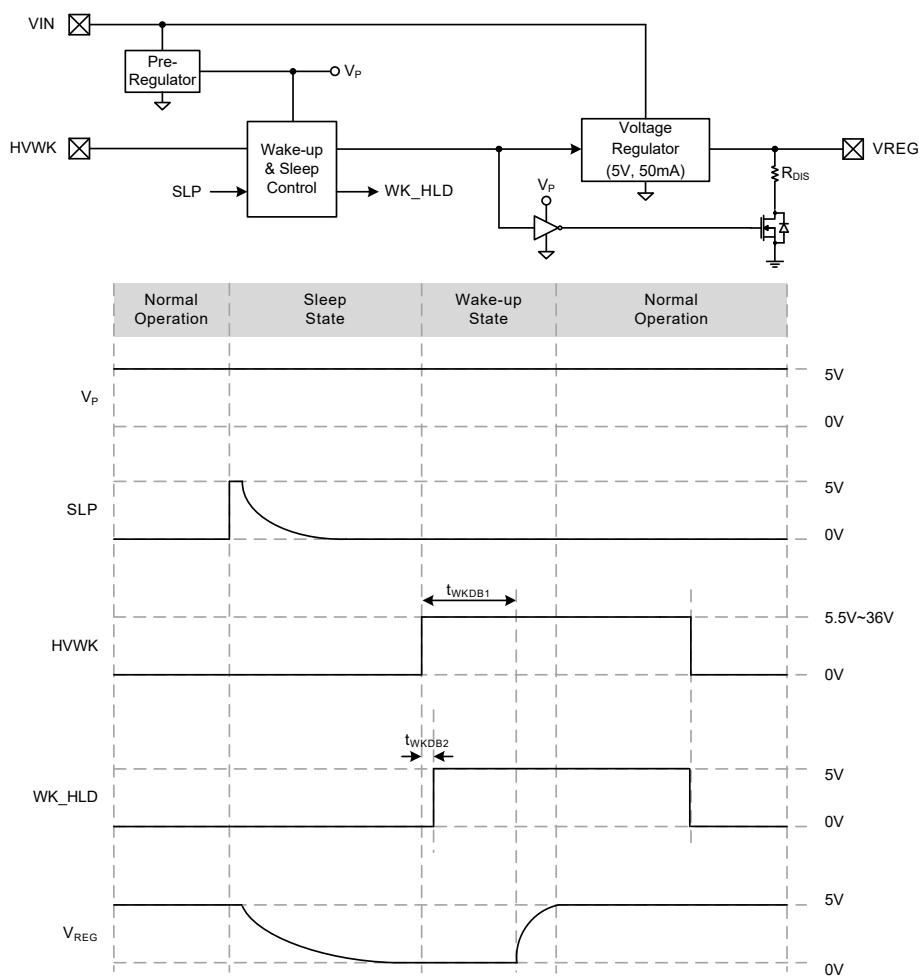 VIN
Pre-
Regulator
VP
HVWK
Wake-up
& Sleep
Control
SLP
WK_HLD
Voltage
Regulator
(5V, 50mA)
VREG
RDIS
VP
Normal
Operation
Sleep
State
Wake-up
State
Normal
Operation
VP
5V
0V
SLP
5V
0V
tWKDB1
HVWK
5.5V~36V
0V
tWKDB2
WK_HLD
5V
0V
VREG
5V
0V